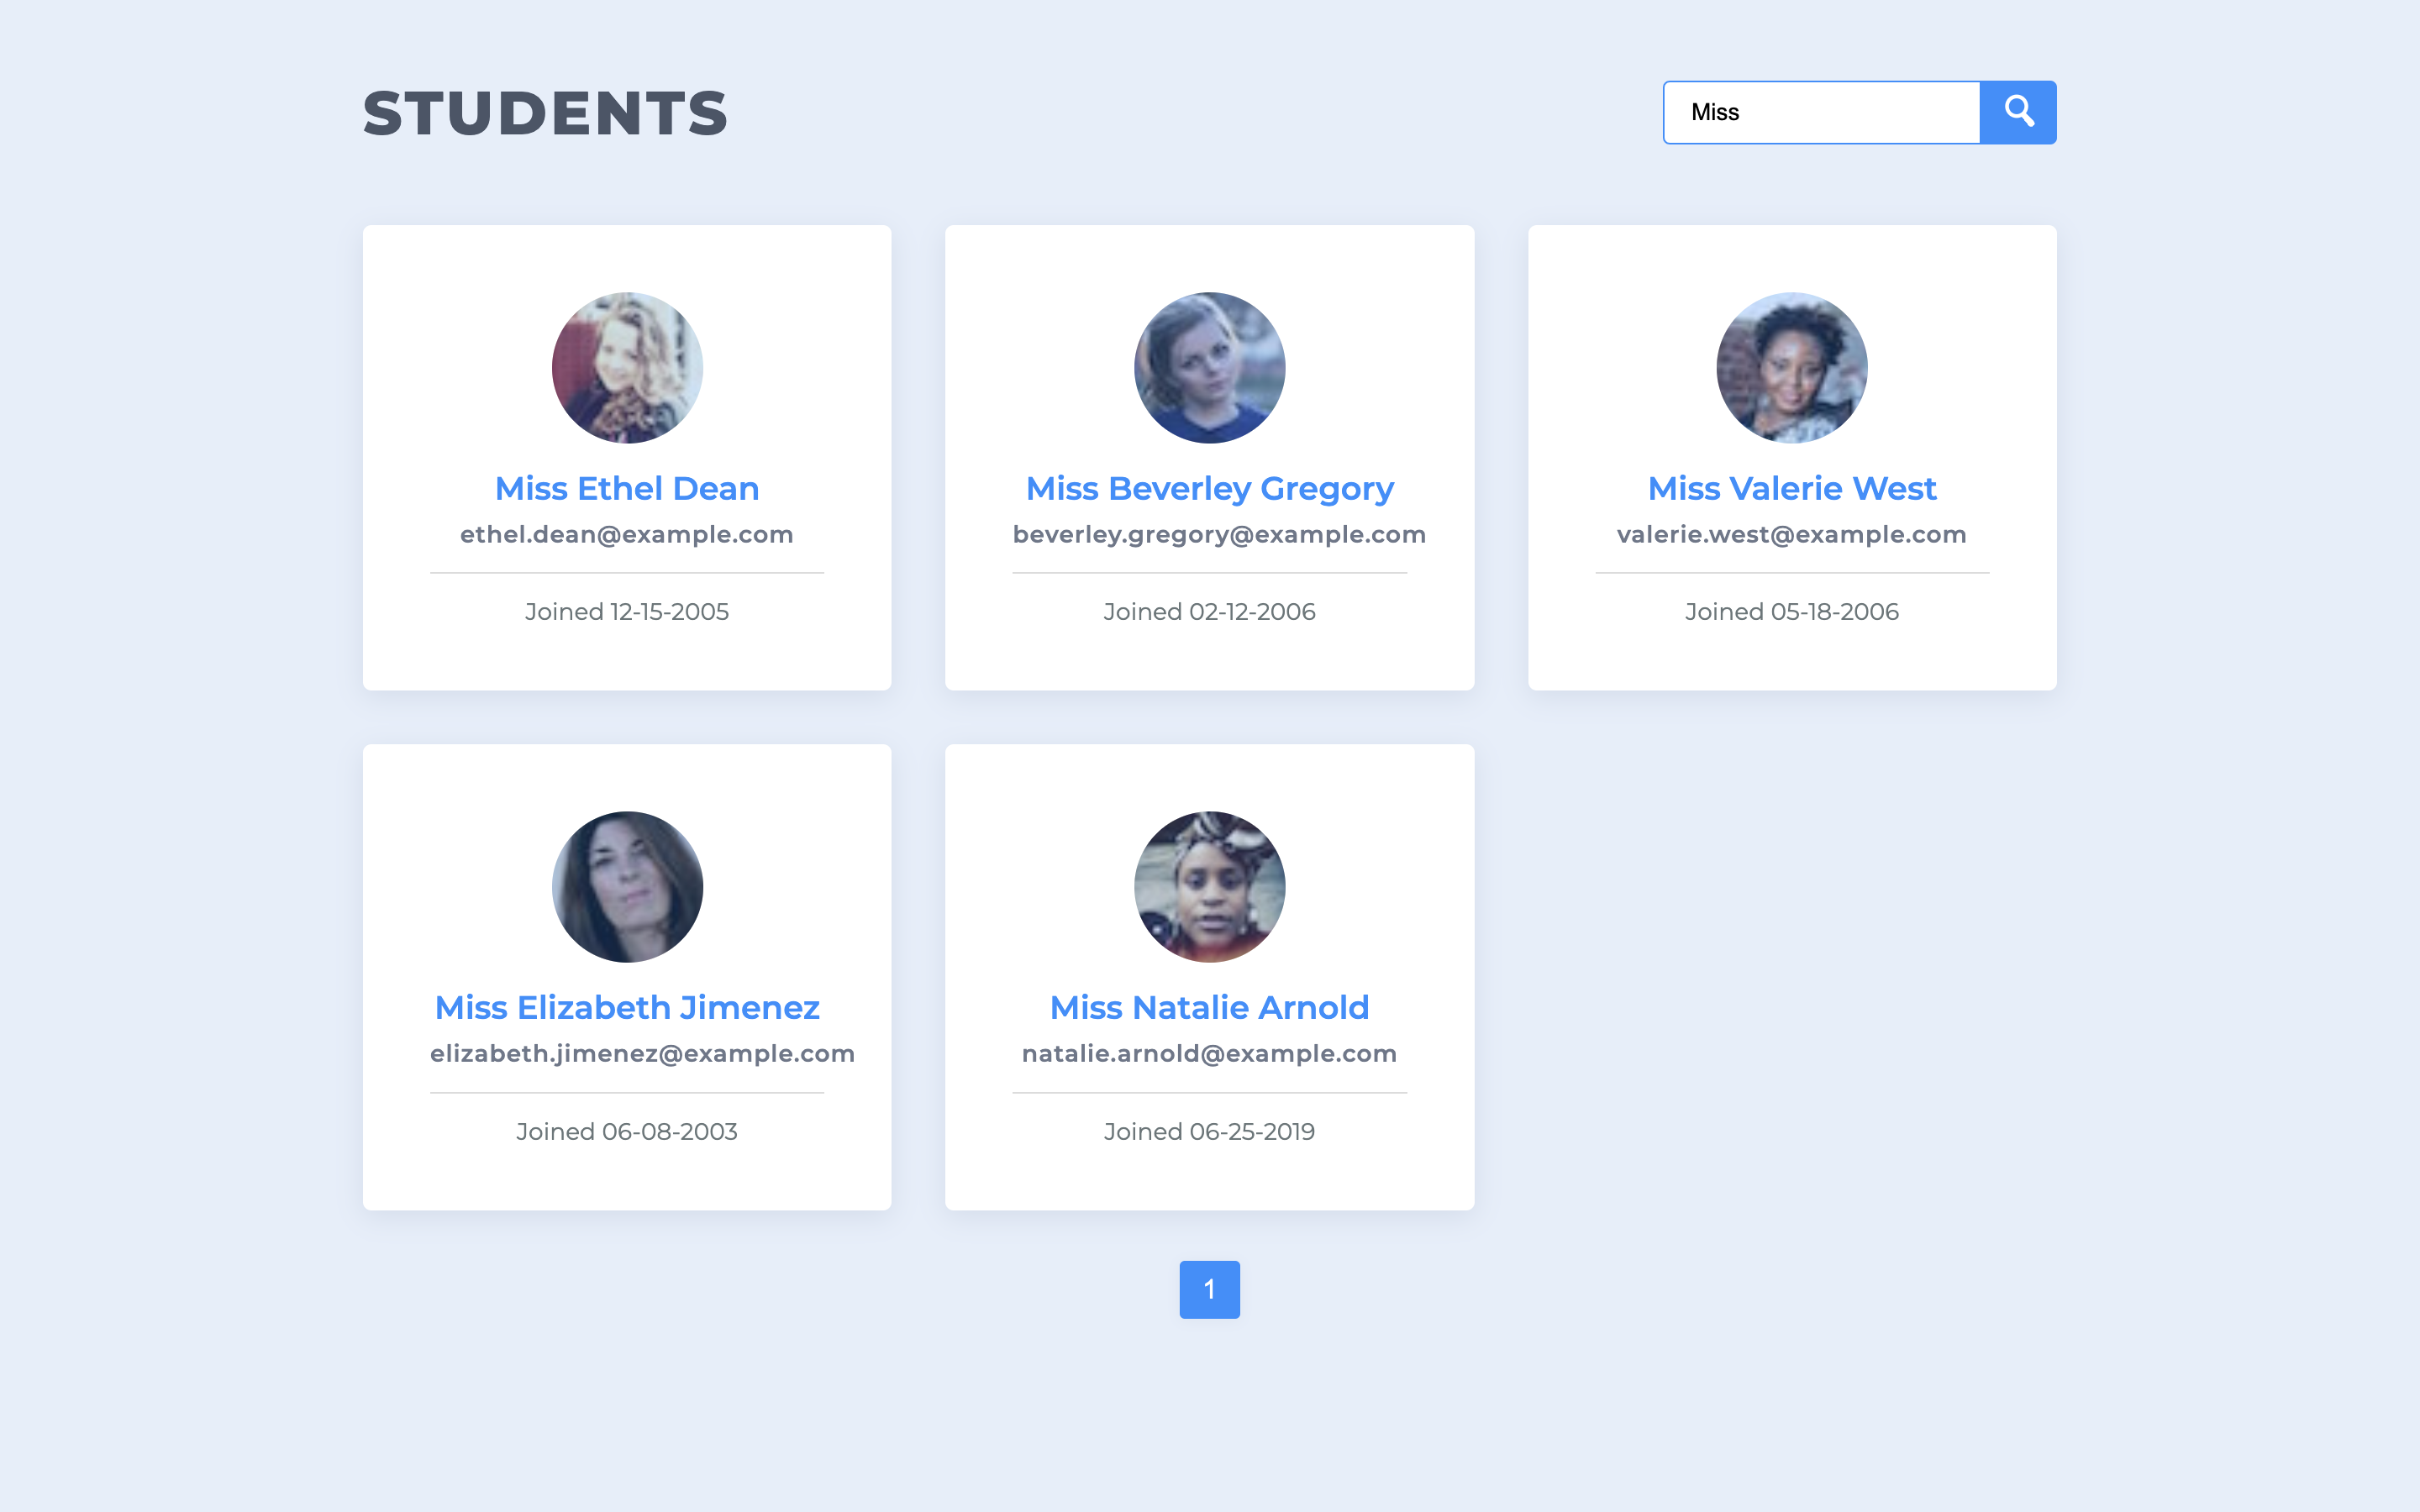 STUDENTS
Miss
Miss Ethel Dean
ethel.dean@example.com
Joined 12-15-2005
Miss Beverley Gregory
beverley.gregory@example.com
Joined 02-12-2006
Miss Valerie West
valerie.west@example.com
Joined 05-18-2006
Miss Elizabeth Jimenez
elizabeth.jimenez@example.com
Joined 06-08-2003
Miss Natalie Arnold
natalie.arnold@example.com
Joined 06-25-2019
1